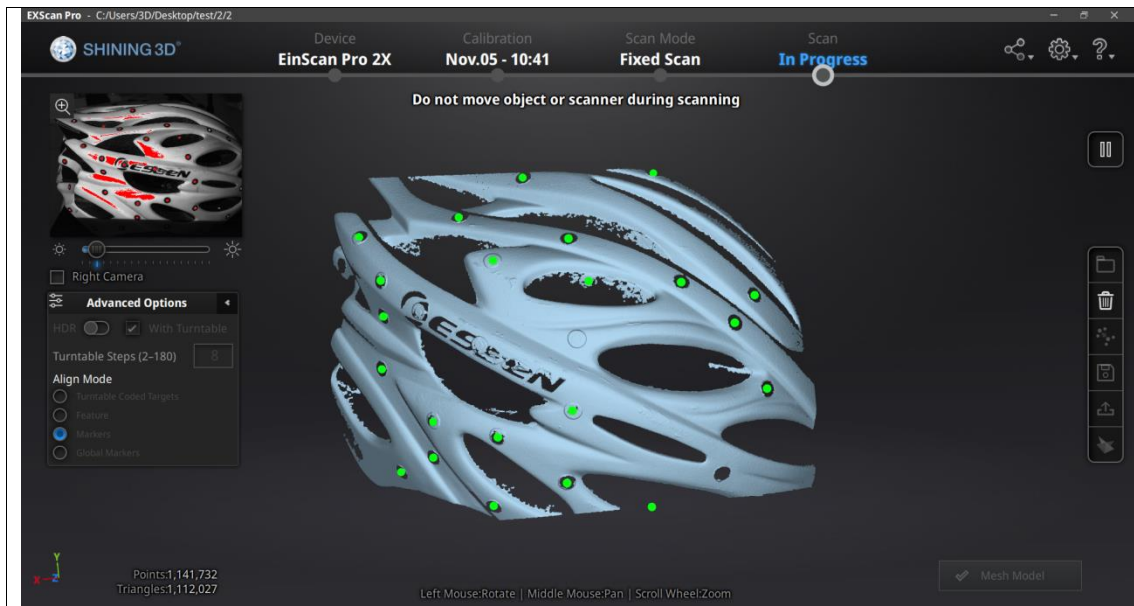 EXScan Pro - C:/Users/3D/Desktop/test/2/2
SHINING 3D®
Device
EinScan Pro 2X
Calibration
Nov.05 - 10:41
Scan Mode
Fixed Scan
Scan
In Progress
Do not move object or scanner during scanning
ESSEN
Right Camera
Advanced Options
HDR
With Turntable
Turntable Steps (2–180)
8
Align Mode
Turntable Coded Targets
Feature
Markers
Global Markers
ESSEN
Y
X
Z
Points:1,141,732
Triangles:1,112,027
Left Mouse:Rotate | Middle Mouse:Pan | Scroll Wheel:Zoom
Mesh Model